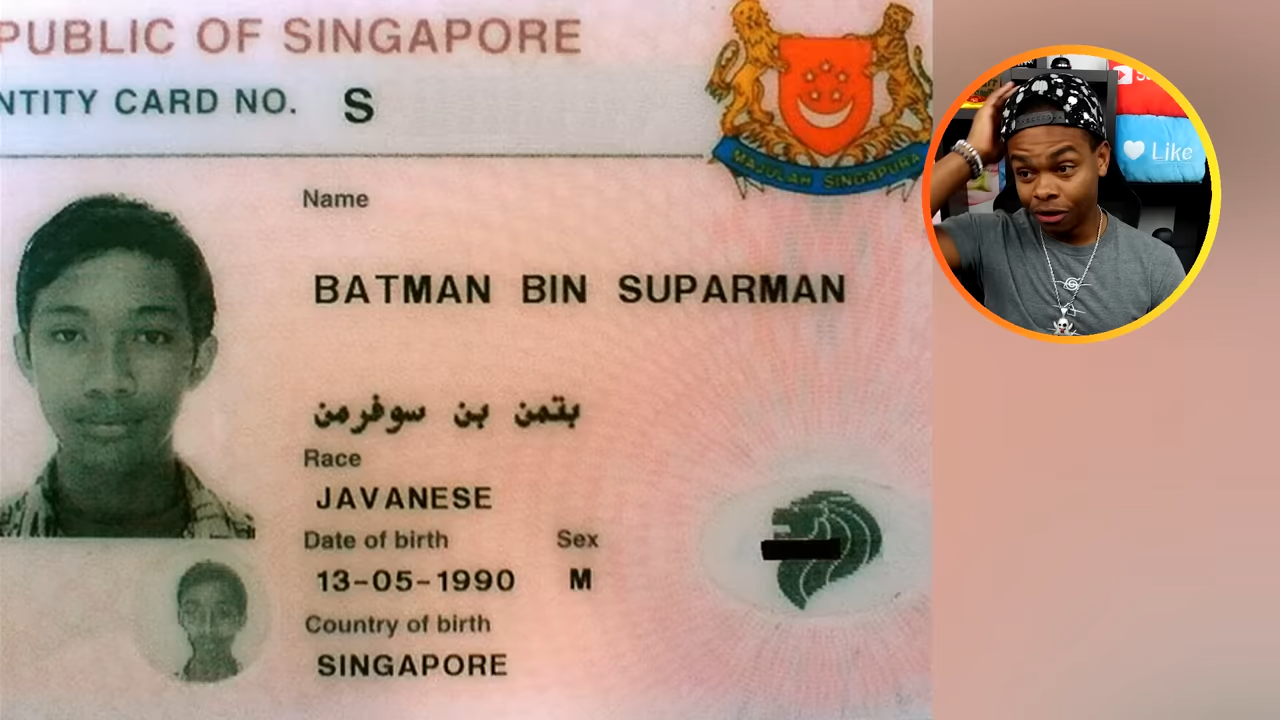 PUBLIC OF SINGAPORE
NTITY CARD NO. S
MAJULAH SINGAPURA
Name
BATMAN BIN SUPARMAN
بتمن بن سوفرمن
Race
JAVANESE
Date of birth
Sex
13-05-1990
M
Country of birth
SINGAPORE
Like